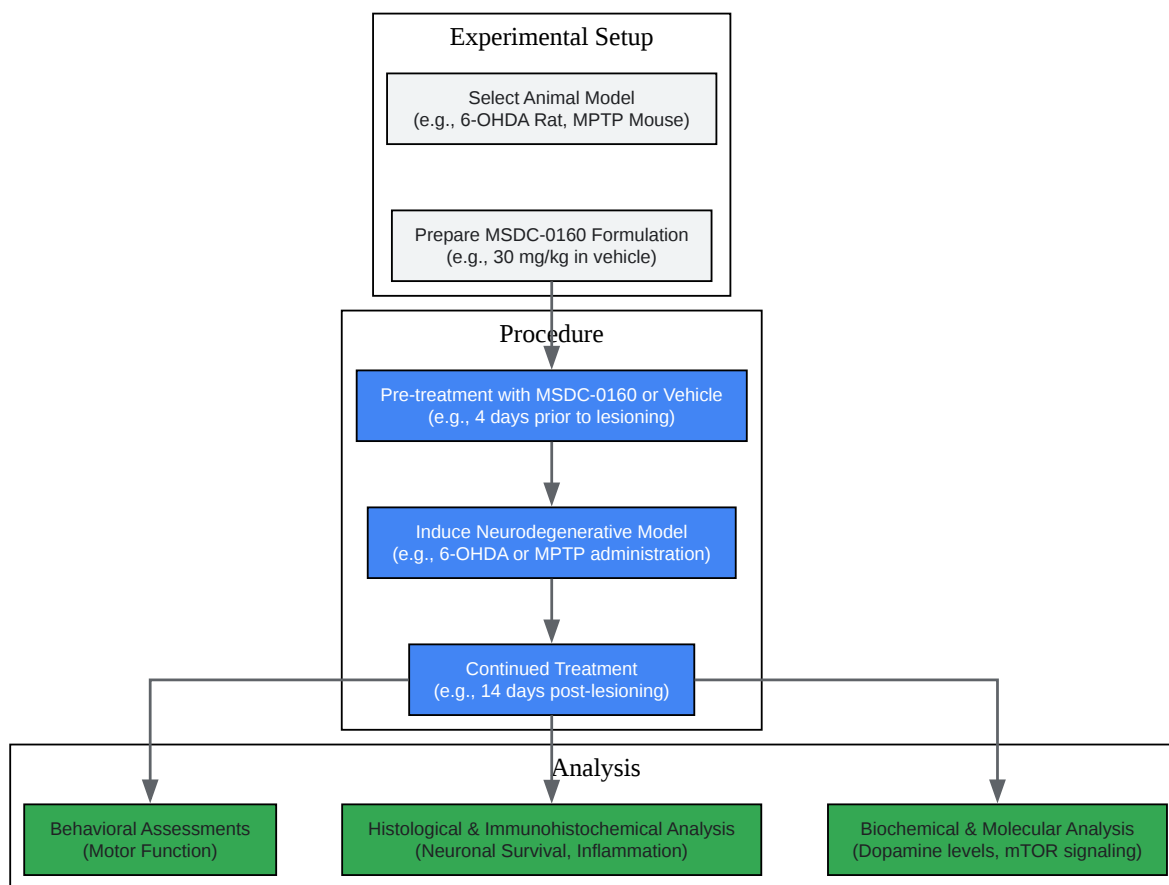 Experimental Setup
Select Animal Model
(e.g., 6-OHDA Rat, MPTP Mouse)
Prepare MSDC-0160 Formulation
(e.g., 30 mg/kg in vehicle)
Procedure
Pre-treatment with MSDC-0160 or Vehicle
(e.g., 4 days prior to lesioning)
Induce Neurodegenerative Model
(e.g., 6-OHDA or MPTP administration)
Continued Treatment
(e.g., 14 days post-lesioning)
Analysis
Behavioral Assessments
(Motor Function)
Histological & Immunohistochemical Analysis
(Neuronal Survival, Inflammation)
Biochemical & Molecular Analysis
(Dopamine levels, mTOR signaling)